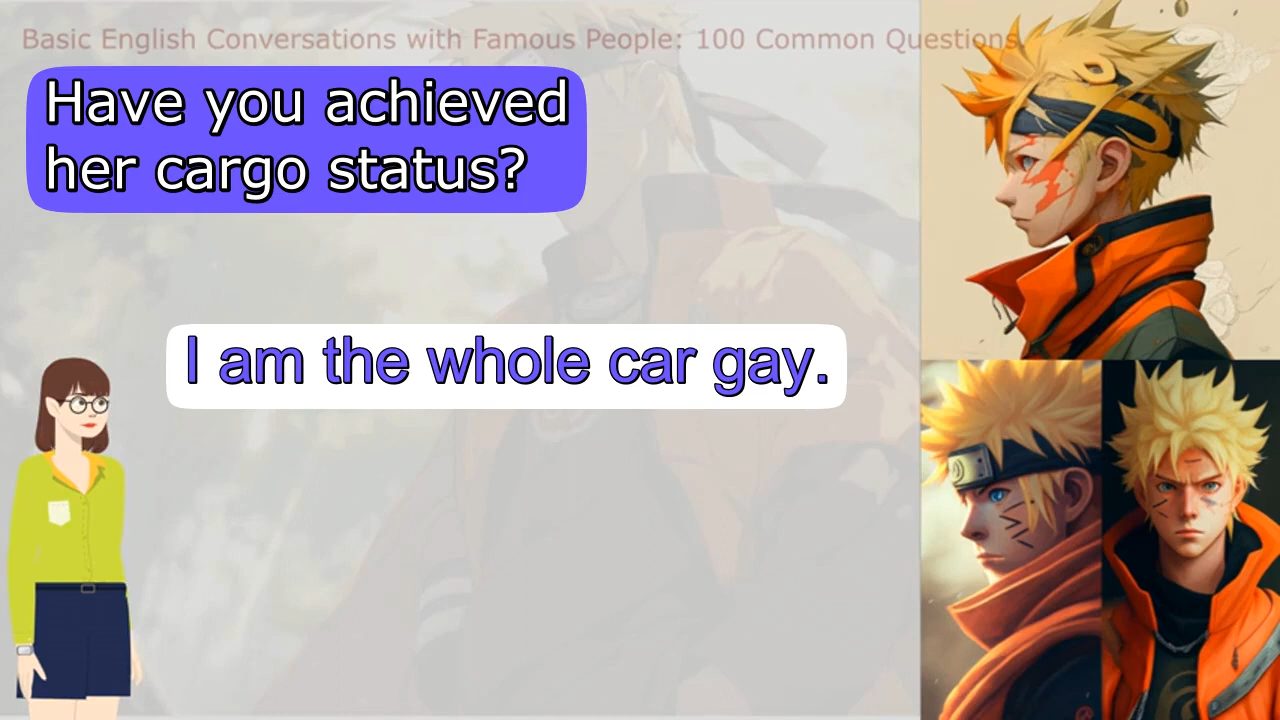 Basic English Conversations with Famous People: 100 Common Questions
Have you achieved
her cargo status?
I am the whole car gay.